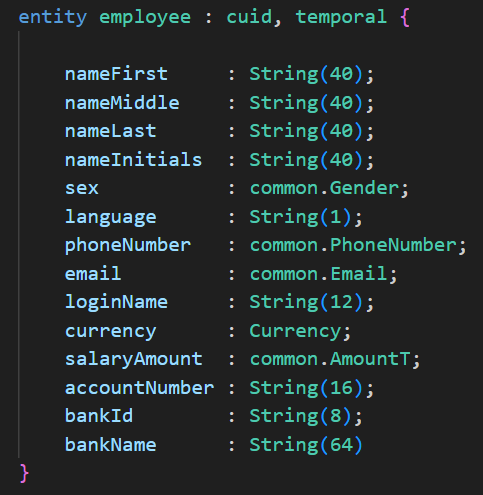 entity employee : cuid, temporal {
nameFirst : String(40);
nameMiddle : String(40);
nameLast : String(40);
nameInitials : String(40);
sex : common.Gender;
language : String(1);
phoneNumber : common.PhoneNumber;
email : common.Email;
loginName : String(12);
currency : Currency;
salaryAmount : common.AmountT;
accountNumber : String(16);
bankId : String(8);
bankName : String(64)
}